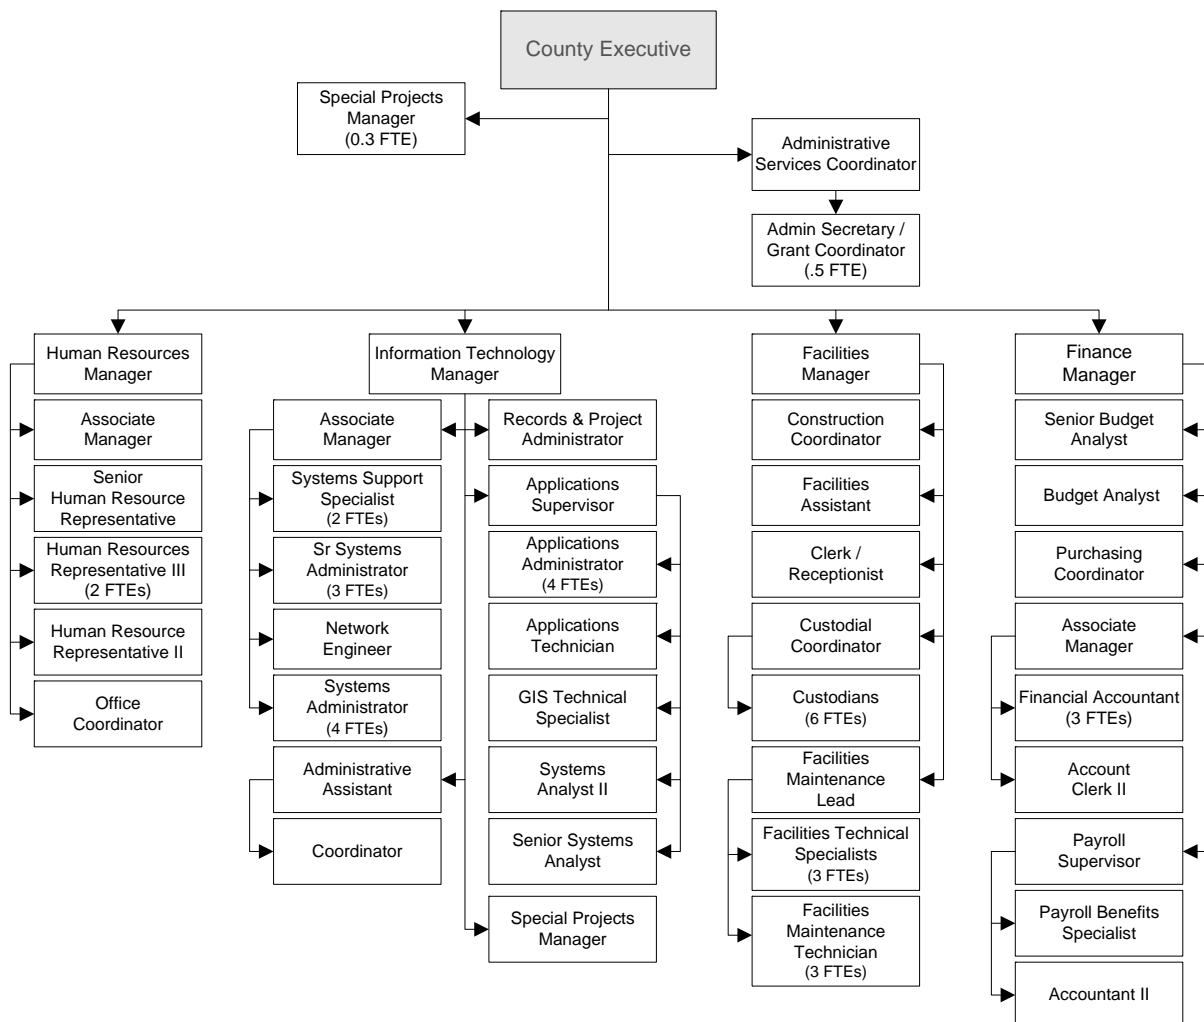 County Executive
Special Projects
Manager
(0.3 FTE)
Administrative
Services Coordinator
Admin Secretary /
Grant Coordinator
(.5 FTE)
Human Resources
Manager
Associate
Manager
Senior
Human Resource
Representative
Human Resources
Representative III
(2 FTEs)
Human Resource
Representative II
Office
Coordinator
Information Technology
Manager
Associate
Manager
Systems Support
Specialist
(2 FTEs)
Sr Systems
Administrator
(3 FTEs)
Network
Engineer
Systems
Administrator
(4 FTEs)
Administrative
Assistant
Coordinator
Records & Project
Administrator
Applications
Supervisor
Applications
Administrator
(4 FTEs)
Applications
Technician
GIS Technical
Specialist
Systems
Analyst II
Senior Systems
Analyst
Special Projects
Manager
Facilities
Manager
Construction
Coordinator
Facilities
Assistant
Clerk /
Receptionist
Custodial
Coordinator
Custodians
(6 FTEs)
Facilities
Maintenance
Lead
Facilities Technical
Specialists
(3 FTEs)
Facilities
Maintenance
Technician
(3 FTEs)
Finance
Manager
Senior Budget
Analyst
Budget Analyst
Purchasing
Coordinator
Associate
Manager
Financial Accountant
(3 FTEs)
Account
Clerk II
Payroll
Supervisor
Payroll Benefits
Specialist
Accountant II